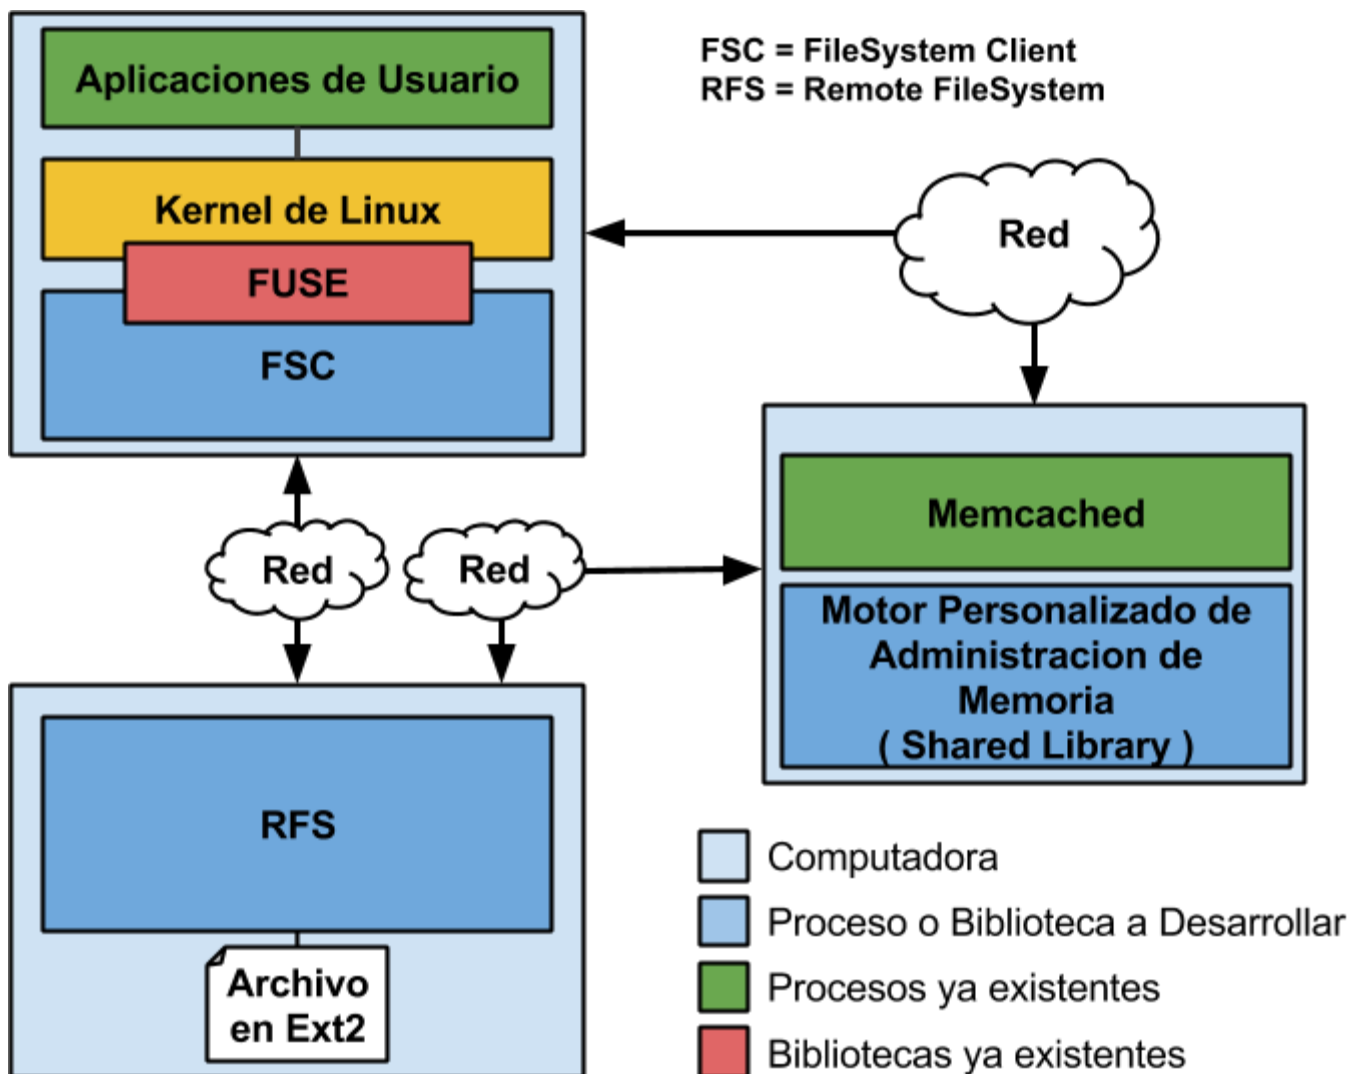 Aplicaciones de Usuario
Kernel de Linux
FUSE
FSC
FSC = FileSystem Client
RFS = Remote FileSystem
Red
Red
Red
Memcached
Motor Personalizado de
Administracion de
Memoria
( Shared Library )
RFS
Archivo
en Ext2
Computadora
Proceso o Biblioteca a Desarrollar
Procesos ya existentes
Bibliotecas ya existentes